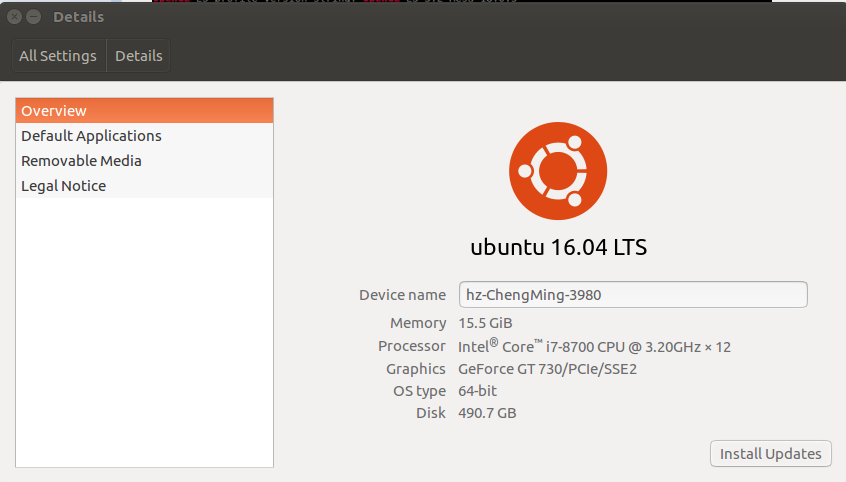 Details
All Settings
Details
Overview
Default Applications
Removable Media
Legal Notice
ubuntu 16.04 LTS
Device name hz-ChengMing-3980
Memory 15.5 GiB
Processor Intel® Core™ i7-8700 CPU @ 3.20GHz × 12
Graphics GeForce GT 730/PCIe/SSE2
OS type 64-bit
Disk 490.7 GB
Install Updates